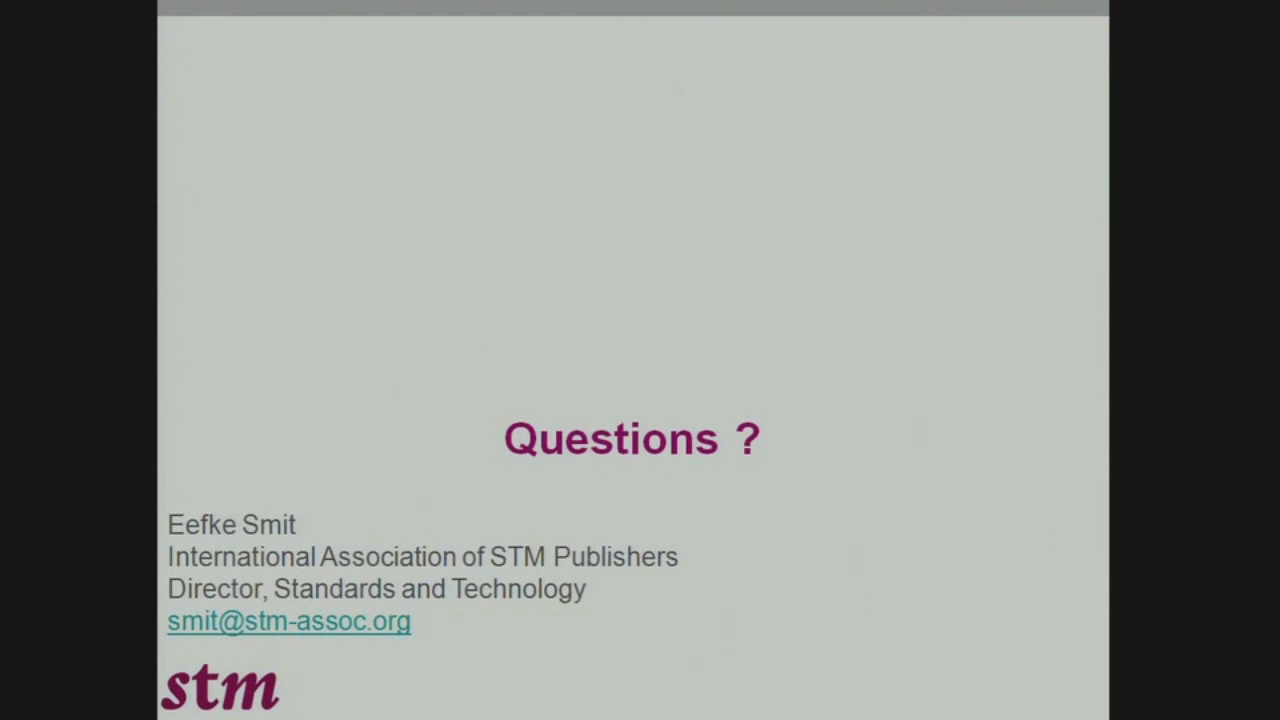 Questions ?
Eefke Smit
International Association of STM Publishers
Director, Standards and Technology
smit@stm-assoc.org
stm